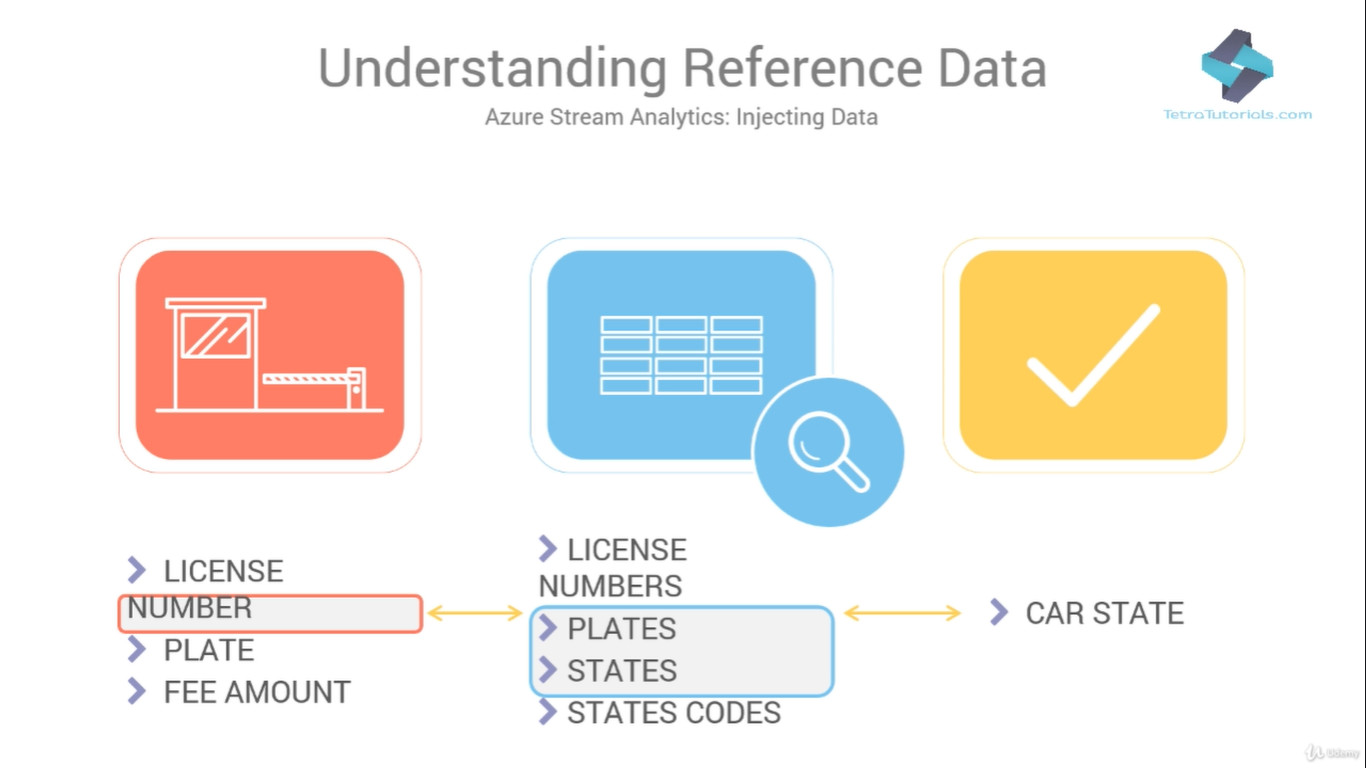 Understanding Reference Data
Azure Stream Analytics: Injecting Data
TetraTutorials.com
LICENSE
NUMBER
PLATE
FEE AMOUNT
LICENSE
NUMBERS
PLATES
STATES
STATES CODES
CAR STATE
Udemy